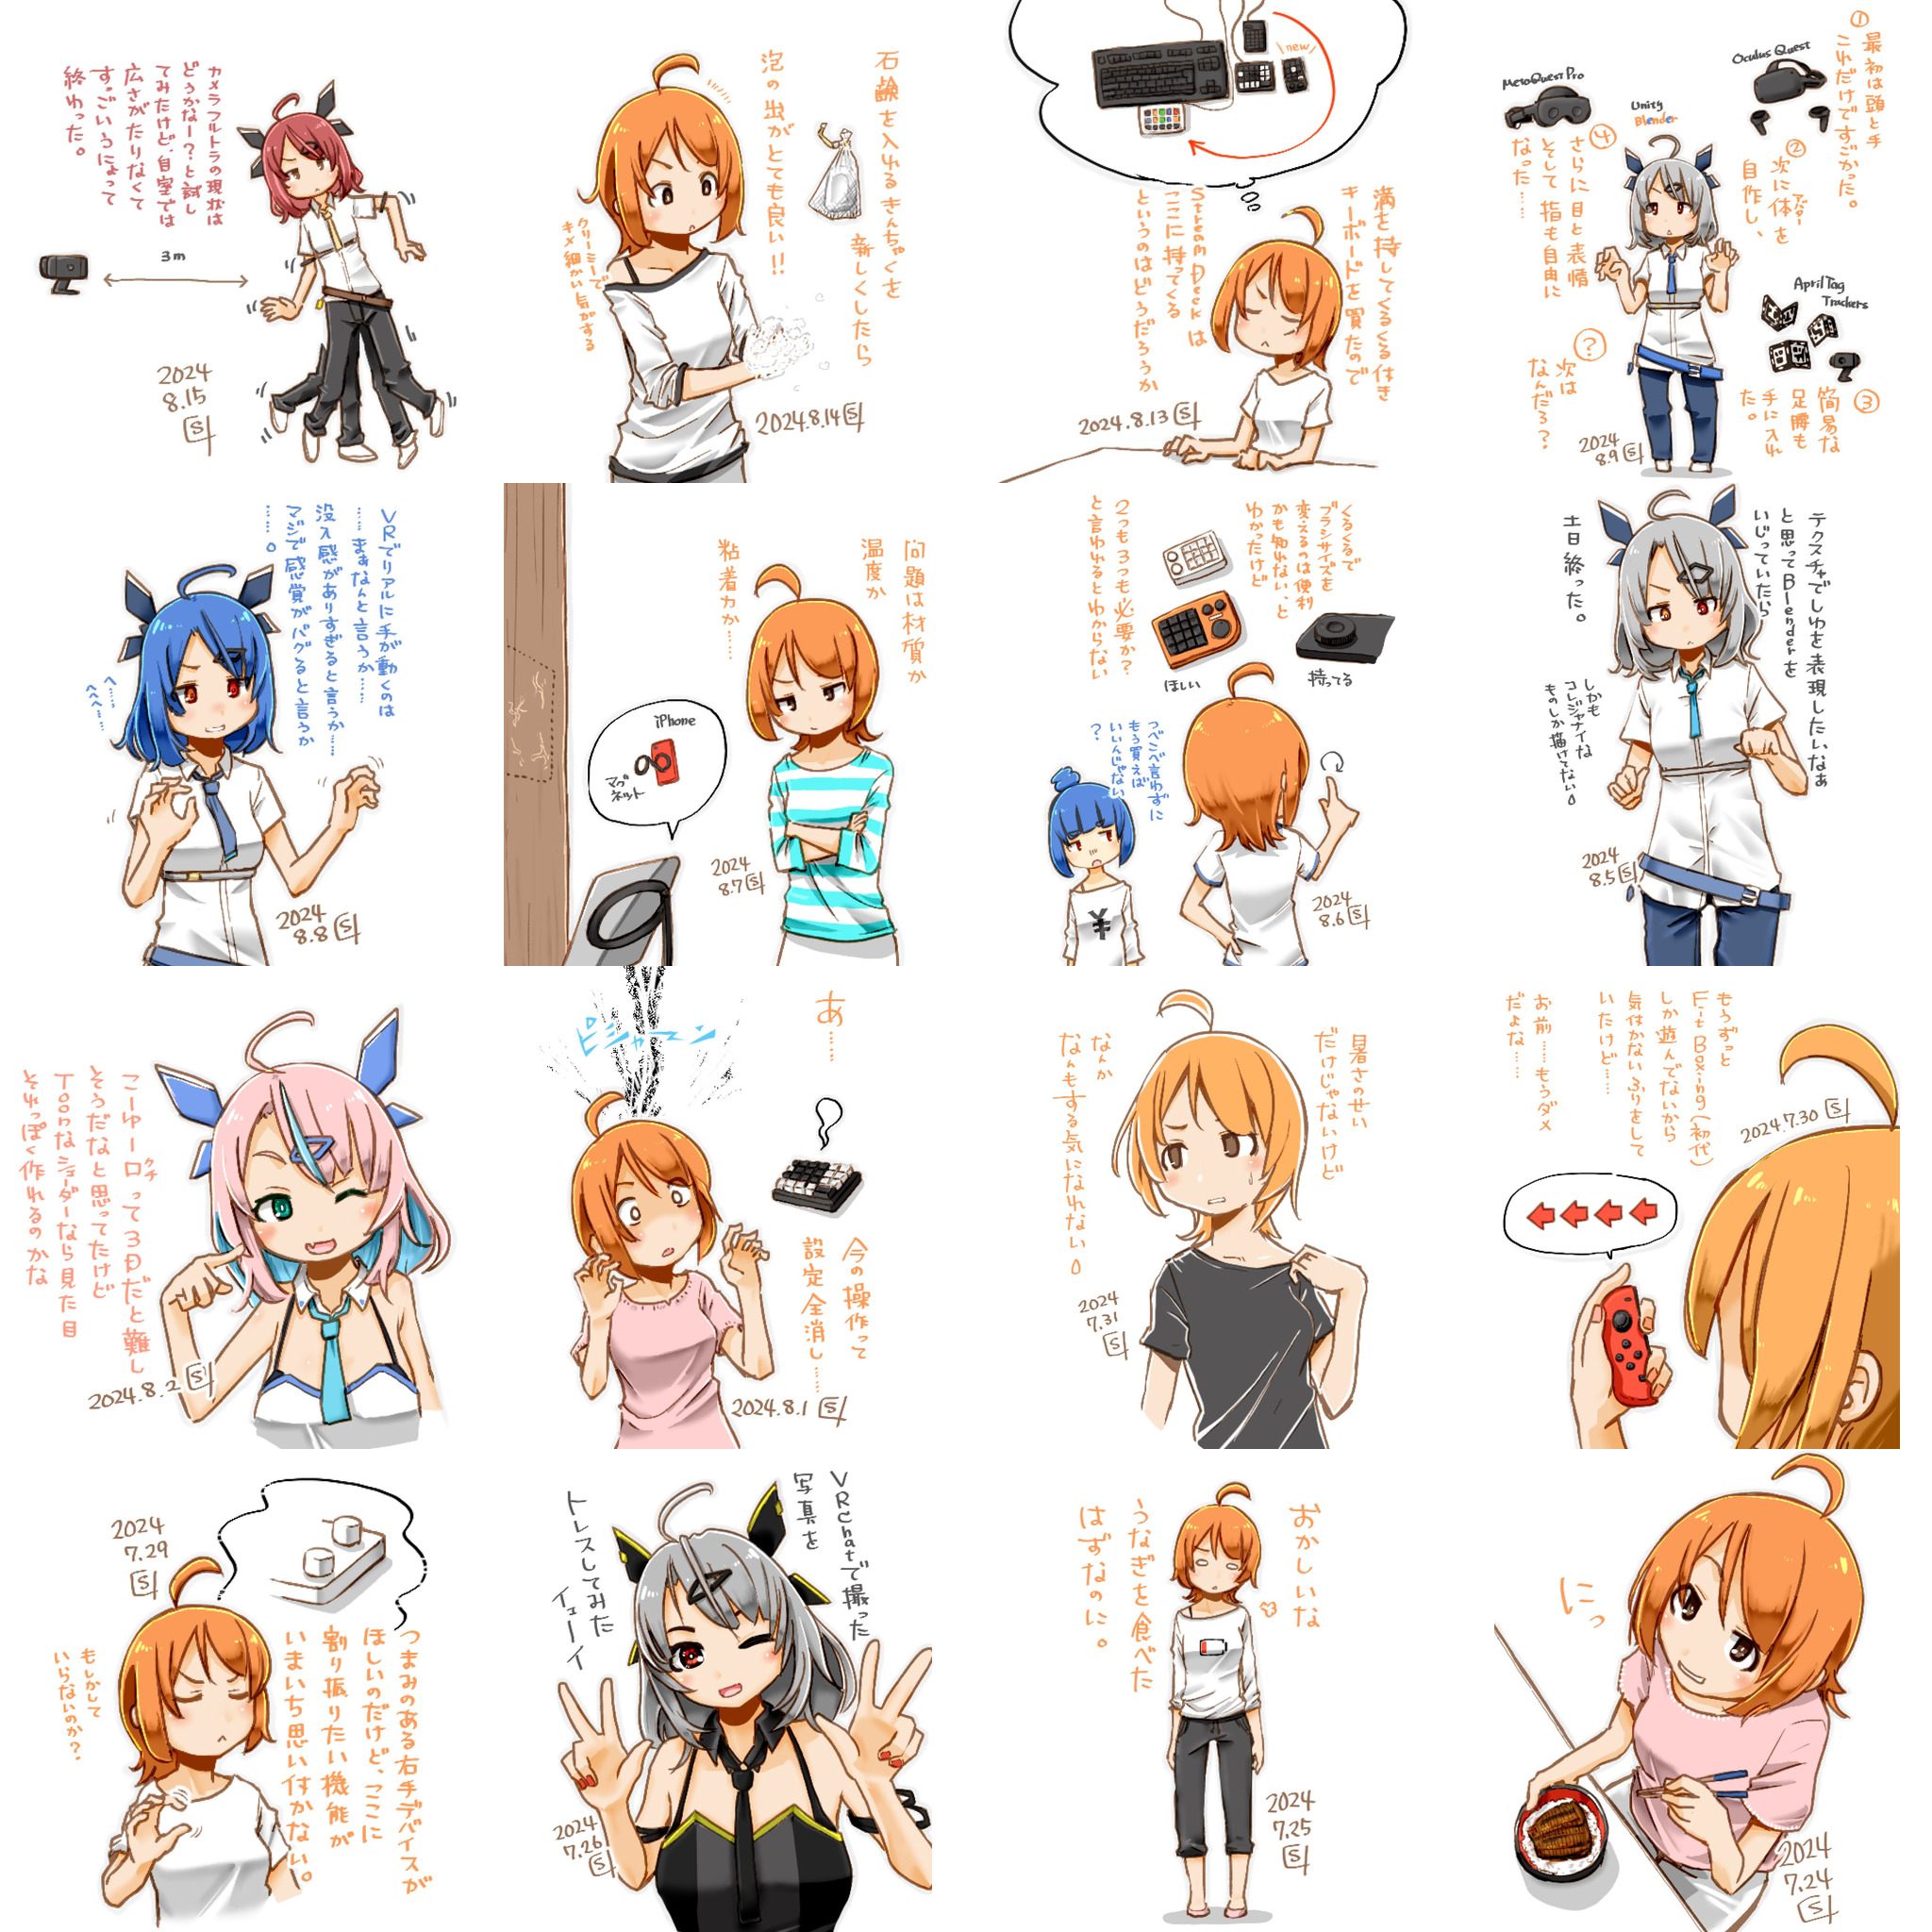 カメラフルトラの現状は
どうかなー?と試し
てみたけど、自室では
広さがたりなくて
すっごいうにょって
終わった。
3m
2024
8.15
S
石鹸を入れるきんちゃくを
新しくしたら
泡の出がとても良い!!
クリーミーで
キメ細かい気がする
2024.8.14 S
new
満を持してくるくる付き
キーボードを買ったので
Stream Deckは
ここに持ってくる
というのはどうだろうか
2024.8.13 S
①
最初は頭と手
これだけですごかった。
Oculus Quest
②
次に体を
アバター
自作し、
AprilTag
Trackers
③
簡易な
足腰も
手に入れ
た。
MetaQuest Pro
Unity
Blender
④
さらに目と表情
そして指も自由に
なった……
?
次は
なんだろ?
2024
8.9 S
VRでリアルに手が動くのは
……まぁなんと言うか……
没入感がありすぎると言うか……
マジで感覚がバグると言うか
……。
へ……
へへへ……
2024
8.8 S
問題は材質か
温度か
粘着力か……
iPhone
マグ
ネット
2024
8.7 S
くるくるで
ブラシサイズを
変えるのは便利
かも知れない、と
わかったけど
2つも3つも必要か?
と言われるとわからない
ほしい
持ってる
つべこべ言わずに
もう買えば
いいんじゃない
?
¥
2024
8.6 S
テクスチャでしわを表現したいなぁ
と思ってBlenderを
いじっていたら
土日終った。
しかも
コレジャナイな
ものしか描けてない
2024
8.5 S
こーゆー口って3Dだと難し
クチ
そうだなと思ってたけど
Toonなシェーダーなら見た目
それっぽく作れるのかな
2024.8.2 S
あ……
ピシャーン
今の操作って
設定全消し……
2024.8.1 S
暑さのせい
だけじゃないけど
なんか
なんもする気になれない
2024
7.31
S
もうずっと
Fit Boxing(初代)
しか遊んでないから
気付かないふりをして
いたけど……
お前……もうダメ
だよな……
2024.7.30 S
2024
7.29
S
つまみのある右手デバイスが
ほしいのだけど、ここに
割り振りたい機能が
いまいち思い付かない。
もしかして
いらないのか?
VRChatで撮った
写真を
トレスしてみた
イェーイ
2024
7.26
S
おかしいな
うなぎを食べた
はずなのに。
2024
7.25
S
にっ
2024
7.24
S